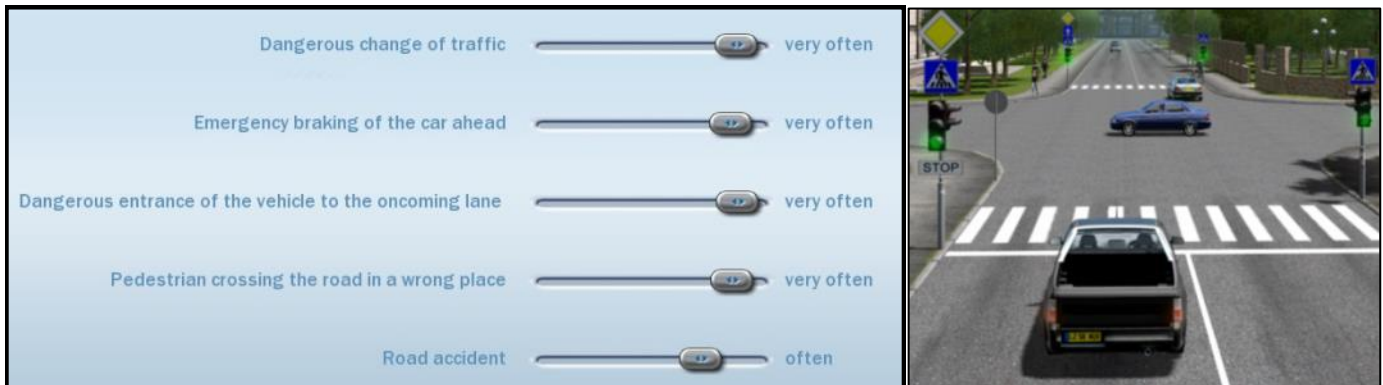 Dangerous change of traffic very often
Emergency braking of the car ahead very often
Dangerous entrance of the vehicle to the oncoming lane very often
Pedestrian crossing the road in a wrong place very often
Road accident often
STOP